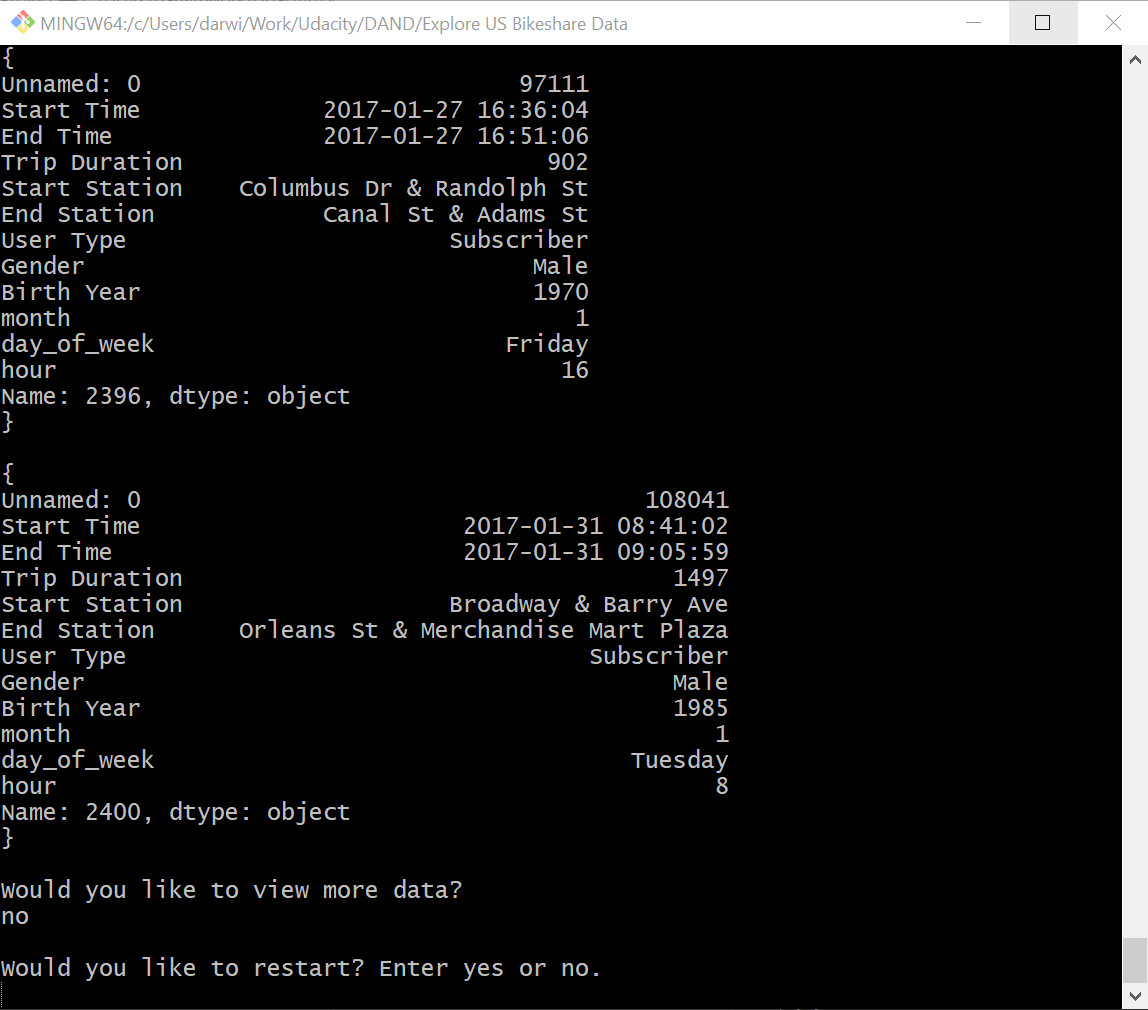 MINGW64:/c/Users/darwi/Work/Udacity/DAND/Explore US Bikeshare Data
{
Unnamed: 0                           97111
Start Time             2017-01-27 16:36:04
End Time               2017-01-27 16:51:06
Trip Duration                          902
Start Station    Columbus Dr & Randolph St
End Station            Canal St & Adams St
User Type                       Subscriber
Gender                                Male
Birth Year                            1970
month                                    1
day_of_week                         Friday
hour                                    16
Name: 2396, dtype: object
}
{
Unnamed: 0                                    108041
Start Time                       2017-01-31 08:41:02
End Time                         2017-01-31 09:05:59
Trip Duration                                   1497
Start Station                   Broadway & Barry Ave
End Station      Orleans St & Merchandise Mart Plaza
User Type                                 Subscriber
Gender                                          Male
Birth Year                                      1985
month                                              1
day_of_week                                  Tuesday
hour                                               8
Name: 2400, dtype: object
}
Would you like to view more data?
no
Would you like to restart? Enter yes or no.